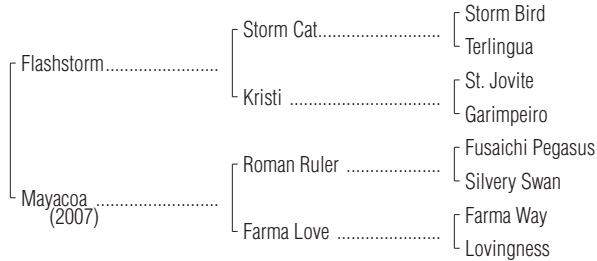 Storm Bird
Storm Cat..............................
Terlingua
Flashstorm...........................
St. Jovite
Kristi .....................................
Garimpeiro
Fusaichi Pegasus
Roman Ruler .......................
Silvery Swan
Mayacoa .............................
(2007)
Farma Way
Farma Love .........................
Lovingness